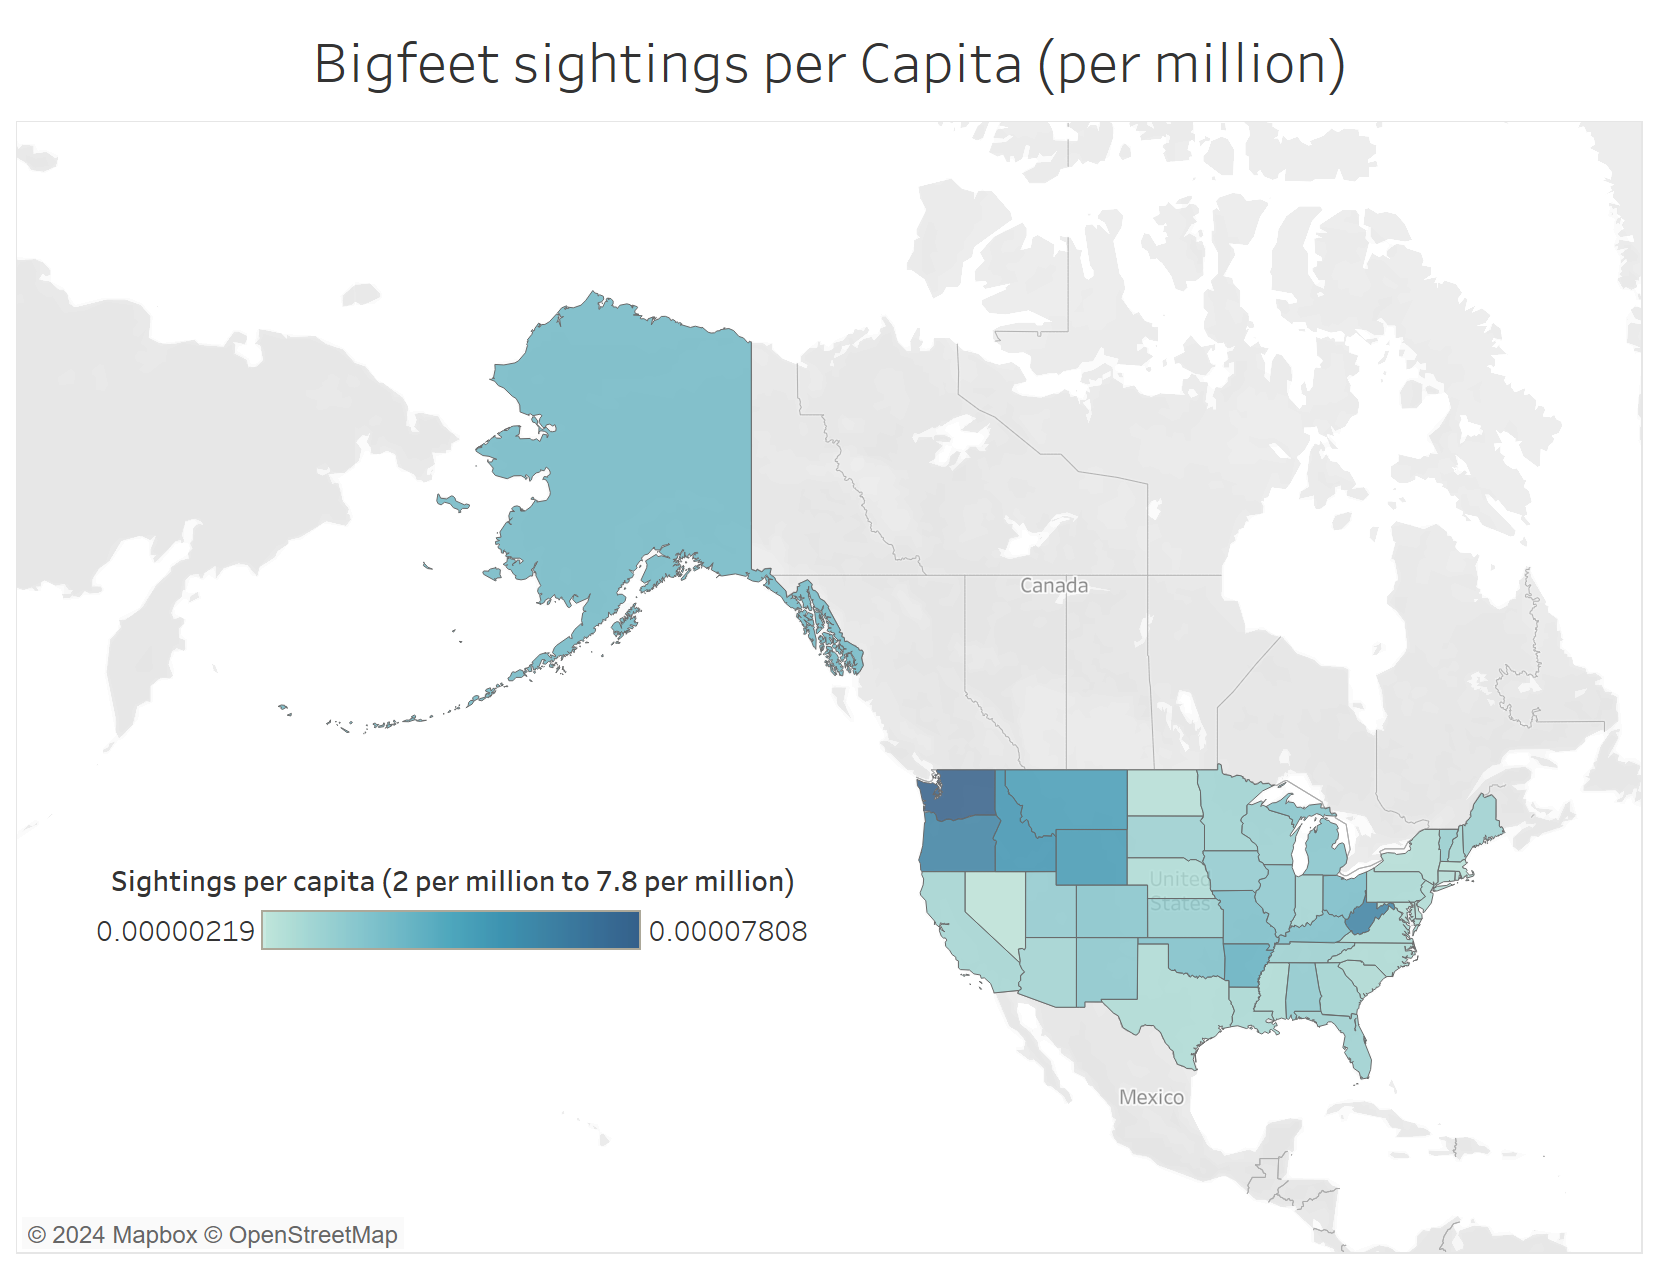 Bigfeet sightings per Capita (per million)
Canada
Sightings per capita (2 per million to 7.8 per million)
United
States
0.00000219
0.00007808
Mexico
© 2024 Mapbox © OpenStreetMap